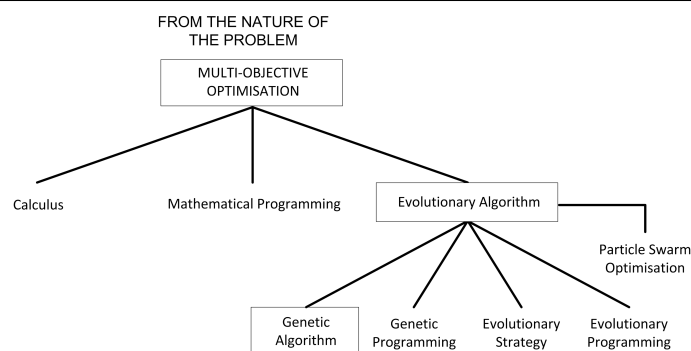 FROM THE NATURE OF
THE PROBLEM
MULTI-OBJECTIVE
OPTIMISATION
Calculus
Mathematical Programming
Evolutionary Algorithm
Particle Swarm
Optimisation
Genetic
Algorithm
Genetic
Programming
Evolutionary
Strategy
Evolutionary
Programming